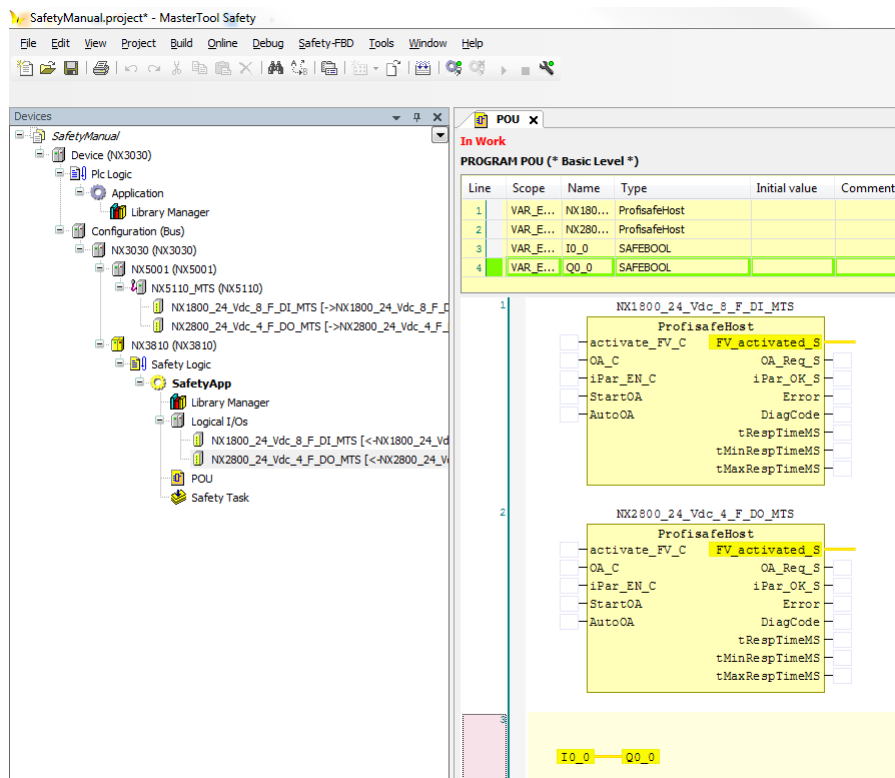 SafetyManual.project* - MasterTool Safety
File Edit View Project Build Online Debug Safety-FBD Tools Window Help
Devices
SafetyManual
Device (NX3030)
Plc Logic
Application
Library Manager
Configuration (Bus)
NX3030 (NX3030)
NX5001 (NX5001)
NX5110_MTS (NX5110)
NX1800_24_Vdc_8_F_DI_MTS [->NX1800_24_Vdc_8_F_D
NX2800_24_Vdc_4_F_DO_MTS [->NX2800_24_Vdc_4_F_
NX3810 (NX3810)
Safety Logic
SafetyApp
Library Manager
Logical I/Os
NX1800_24_Vdc_8_F_DI_MTS [<-NX1800_24_Vd
NX2800_24_Vdc_4_F_DO_MTS [<-NX2800_24_V
POU
Safety Task
POU
In Work
PROGRAM POU (* Basic Level *)
Line Scope Name Type Initial value Comment
1 VAR_E... NX180... ProfisafeHost
2 VAR_E... NX280... ProfisafeHost
3 VAR_E... I0_0 SAFEBOOL
4 VAR_E... Q0_0 SAFEBOOL
1 NX1800_24_Vdc_8_F_DI_MTS
ProfisafeHost
activate_FV_C FV_activated_S
OA_C OA_Req_S
iPar_EN_C iPar_OK_S
StartOA Error
AutoOA DiagCode
tRespTimeMS
tMinRespTimeMS
tMaxRespTimeMS
2 NX2800_24_Vdc_4_F_DO_MTS
ProfisafeHost
activate_FV_C FV_activated_S
OA_C OA_Req_S
iPar_EN_C iPar_OK_S
StartOA Error
AutoOA DiagCode
tRespTimeMS
tMinRespTimeMS
tMaxRespTimeMS
3
I0_0 Q0_0